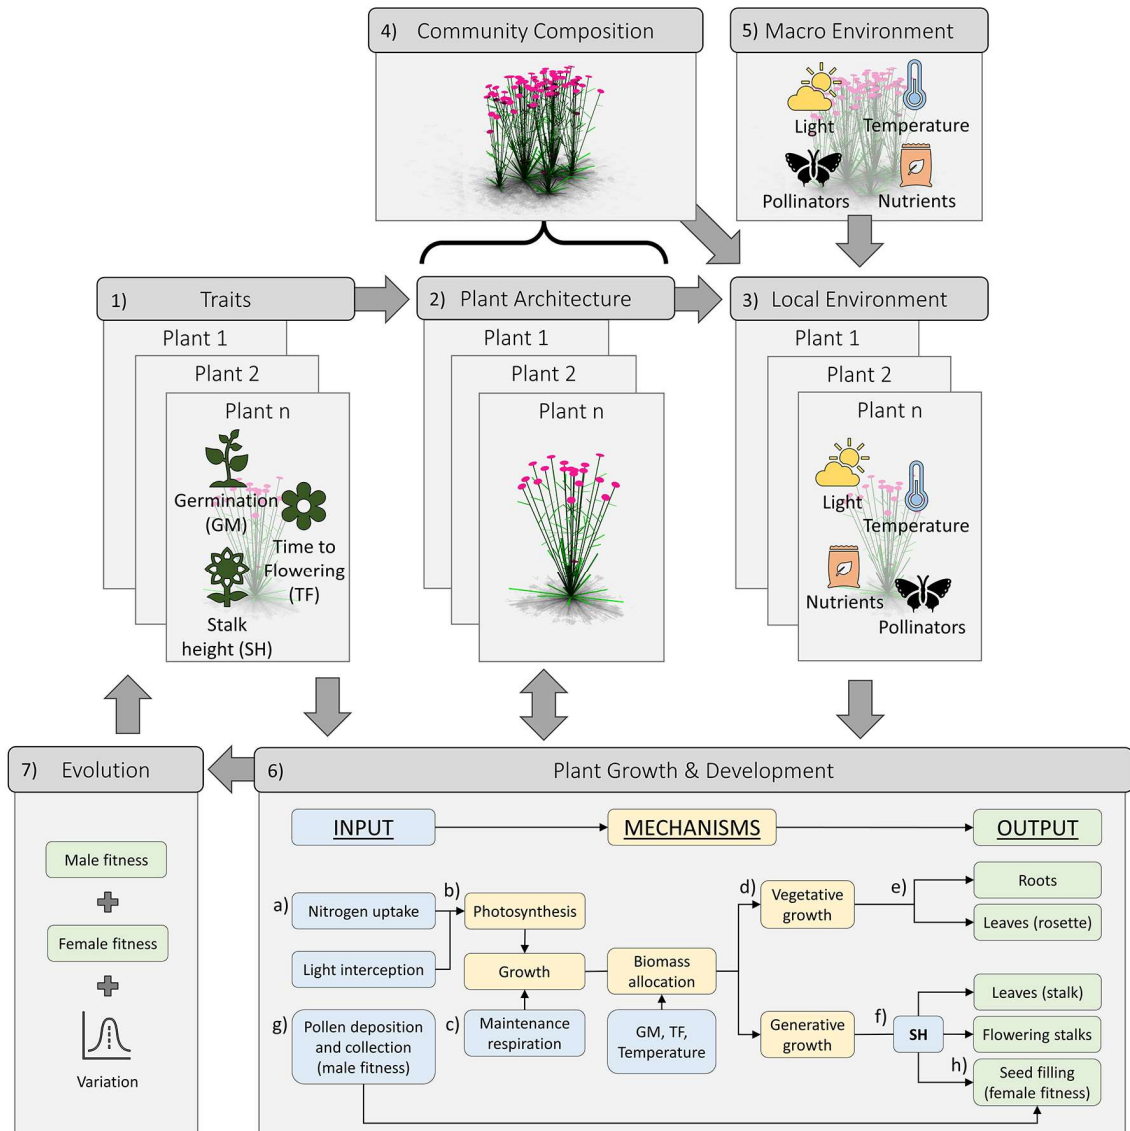 4) Community Composition
5) Macro Environment
Light
Temperature
Pollinators
Nutrients
1) Traits
Plant 1
Plant 2
Plant n
Germination
(GM)
Time to
Flowering
(TF)
Stalk
height (SH)
2) Plant Architecture
Plant 1
Plant 2
Plant n
3) Local Environment
Plant 1
Plant 2
Plant n
Light
Temperature
Nutrients
Pollinators
7) Evolution
Male fitness
Female fitness
Variation
6) Plant Growth & Development
INPUT
MECHANISMS
OUTPUT
a) Nitrogen uptake
Light interception
g) Pollen deposition
and collection
(male fitness)
b) Photosynthesis
Growth
c) Maintenance
respiration
Biomass
allocation
GM, TF,
Temperature
d) Vegetative
growth
Generative
growth
e)
Roots
Leaves (rosette)
f) SH
Leaves (stalk)
Flowering stalks
h) Seed filling
(female fitness)